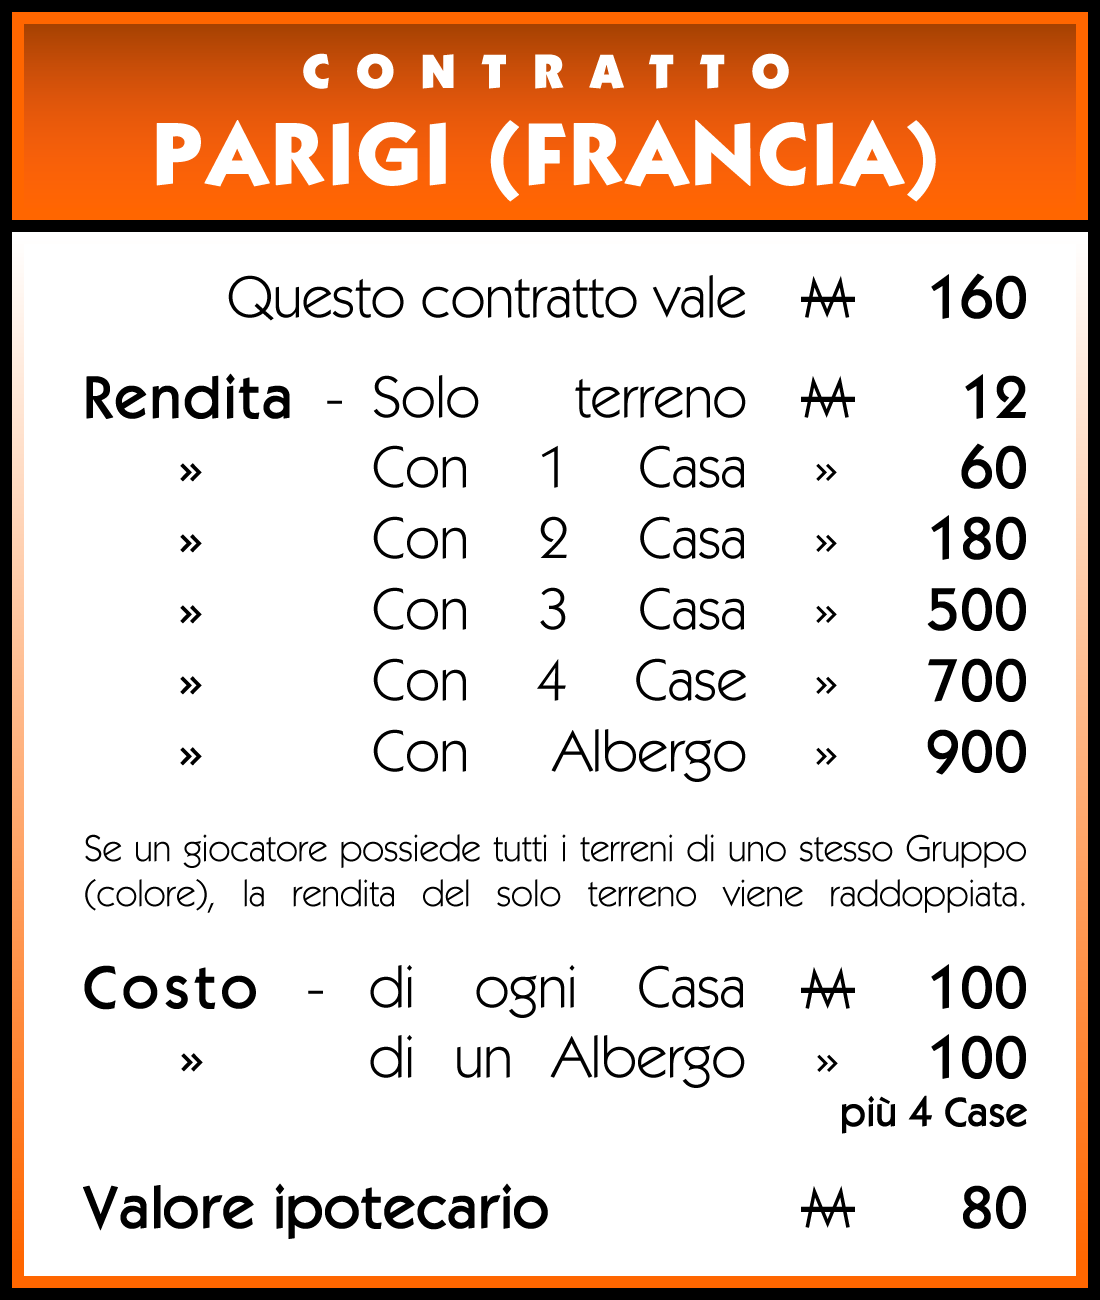 CONTRATTO
PARIGI (FRANCIA)
Questo contratto vale M 160
Rendita - Solo terreno M 12
» Con 1 Casa » 60
» Con 2 Casa » 180
» Con 3 Casa » 500
» Con 4 Case » 700
» Con Albergo » 900
Se un giocatore possiede tutti i terreni di uno stesso Gruppo
(colore), la rendita del solo terreno viene raddoppiata.
Costo - di ogni Casa M 100
» di un Albergo » 100
più 4 Case
Valore ipotecario M 80